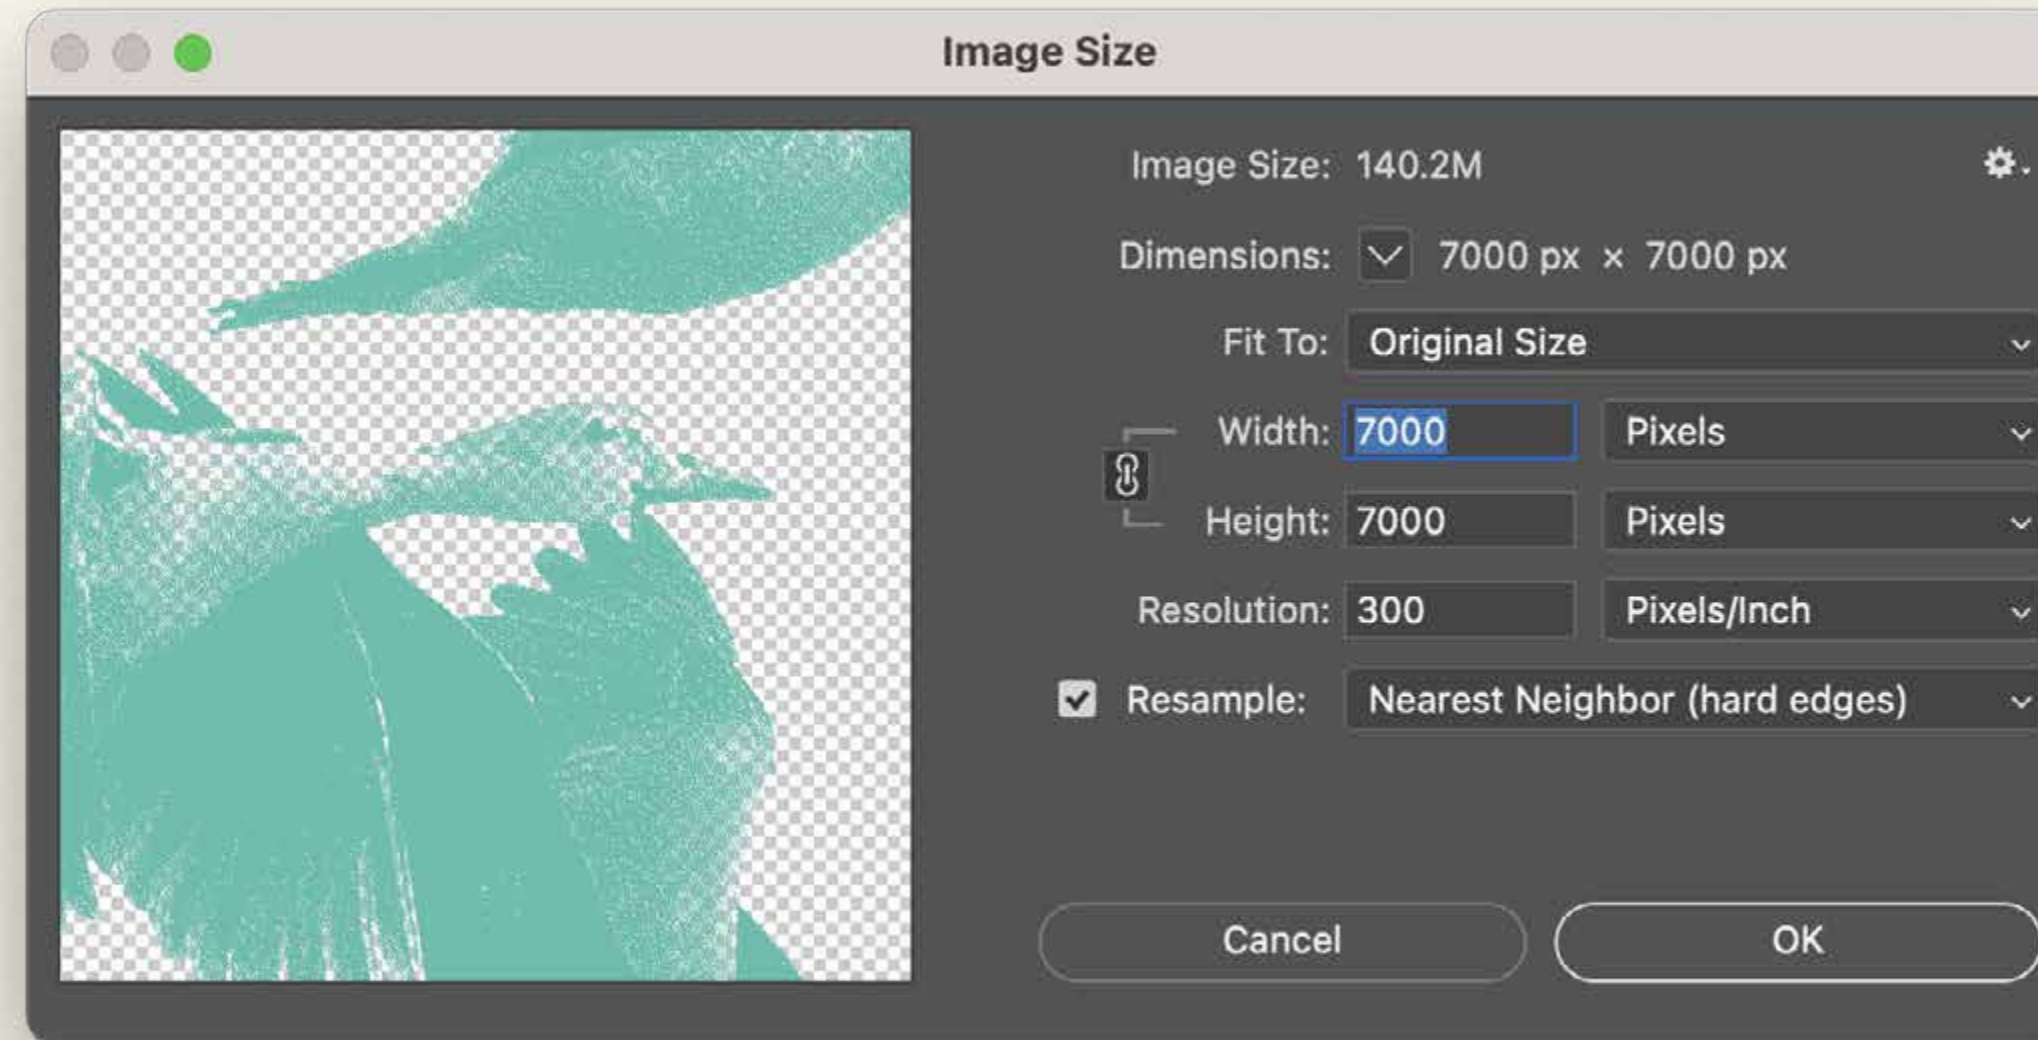 Image Size
Image Size: 140.2M
Dimensions: 7000 px × 7000 px
Fit To: Original Size
Width: 7000 Pixels
Height: 7000 Pixels
Resolution: 300 Pixels/Inch
Resample: Nearest Neighbor (hard edges)
Cancel OK